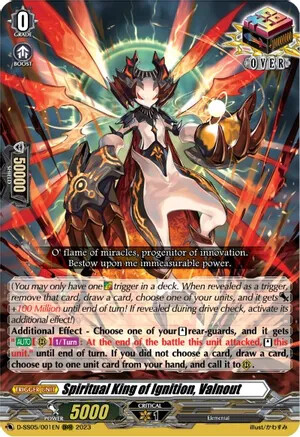 0
GRADE
BOOST
OVER
50000
SHIELD
O' flame of miracles, progenitor of innovation.
Bestow upon me immeasurable power.
(You may only have one trigger in a deck. When revealed as a trigger,
remove that card, draw a card, choose one of your units, and it gets
+100 Million until end of turn! If revealed during drive check, activate its
additional effect!)
Additional Effect - Choose one of your rear-guards, and it gets
"AUTO 1/Turn : At the end of the battle this unit attacked, this
unit." until end of turn. If you do not choose a card, draw a card,
choose up to one unit card from your hand, and call it to
TRIGGER UNIT
Spiritual King of Ignition, Valnout
D-SS05/001EN
2023
POWER
5000
CRITICAL
1
Elemental
illust/かわすみ